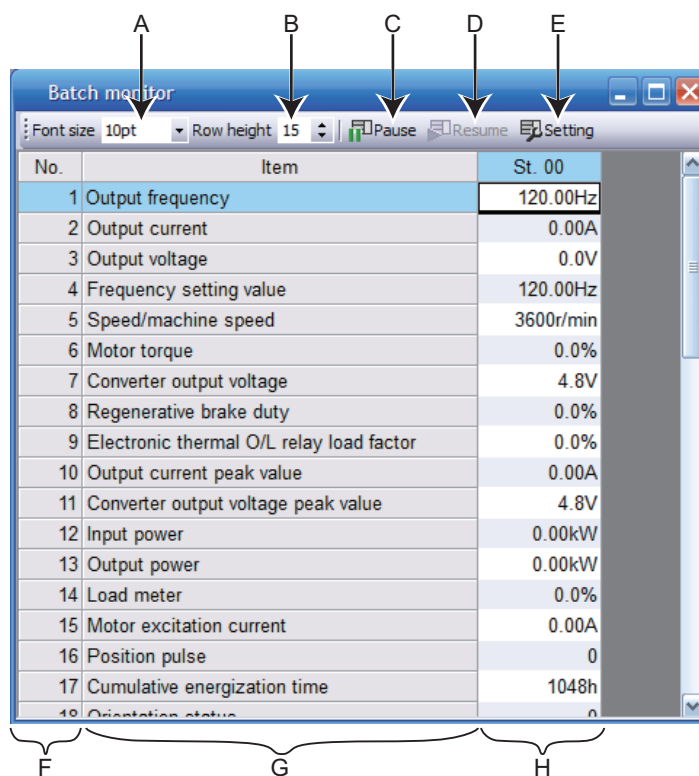 A B C D E
Batch monitor
Font size 10pt Row height 15 Pause Resume Setting
No. Item St. 00
1 Output frequency 120.00Hz
2 Output current 0.00A
3 Output voltage 0.0V
4 Frequency setting value 120.00Hz
5 Speed/machine speed 3600r/min
6 Motor torque 0.0%
7 Converter output voltage 4.8V
8 Regenerative brake duty 0.0%
9 Electronic thermal O/L relay load factor 0.0%
10 Output current peak value 0.00A
11 Converter output voltage peak value 4.8V
12 Input power 0.00kW
13 Output power 0.00kW
14 Load meter 0.0%
15 Motor excitation current 0.00A
16 Position pulse 0
17 Cumulative energization time 1048h
18 Orientation status 0
F G H